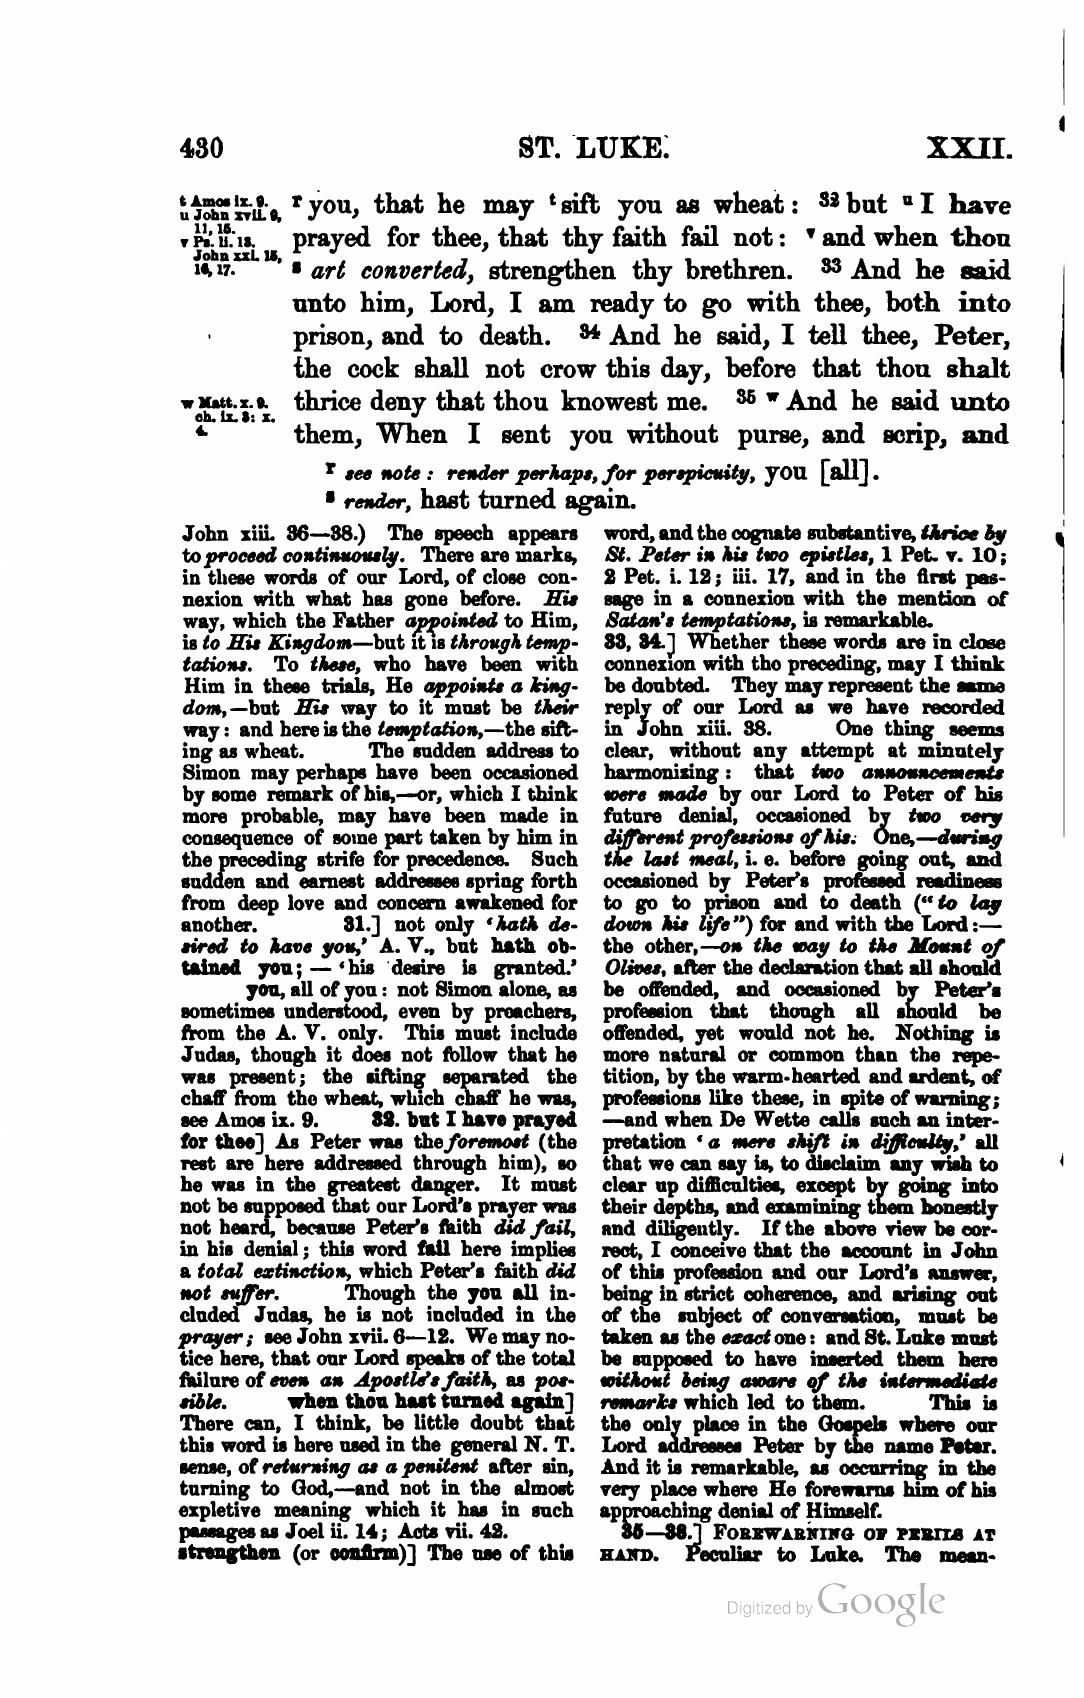 430 ST. LUKE. XXII.
t Amos ix. 9.
u John xvii. 9,
11, 15.
v Ps. li. 13.
John xxi. 15,
16, 17.
r you, that he may t sift you as wheat : 32 but u I have
prayed for thee, that thy faith fail not : v and when thou
s art converted, strengthen thy brethren. 33 And he said
unto him, Lord, I am ready to go with thee, both into
prison, and to death. 34 And he said, I tell thee, Peter,
the cock shall not crow this day, before that thou shalt
w Matt. x. 9.
ch. ix. 3: x.
4.
thrice deny that thou knowest me. 35 w And he said unto
them, When I sent you without purse, and scrip, and
r see note : render perhaps, for perspicuity, you [all].
s render, hast turned again.
John xiii. 36—38.) The speech appears
to proceed continuously. There are marks,
in these words of our Lord, of close con-
nexion with what has gone before. His
way, which the Father appointed to Him,
is to His Kingdom—but it is through temp-
tations. To these, who have been with
Him in these trials, He appoints a king-
dom,—but His way to it must be their
way : and here is the temptation,—the sift-
ing as wheat. The sudden address to
Simon may perhaps have been occasioned
by some remark of his,—or, which I think
more probable, may have been made in
consequence of some part taken by him in
the preceding strife for precedence. Such
sudden and earnest addresses spring forth
from deep love and concern awakened for
another. 31.] not only ‘hath de-
sired to have you,’ A. V., but hath ob-
tained you; — ‘his desire is granted.’
you, all of you : not Simon alone, as
sometimes understood, even by preachers,
from the A. V. only. This must include
Judas, though it does not follow that he
was present; the sifting separated the
chaff from the wheat, which chaff he was,
see Amos ix. 9. 32. but I have prayed
for thee] As Peter was the foremost (the
rest are here addressed through him), so
he was in the greatest danger. It must
not be supposed that our Lord's prayer was
not heard, because Peter's faith did fail,
in his denial; this word fail here implies
a total extinction, which Peter's faith did
not suffer. Though the you all in-
cluded Judas, he is not included in the
prayer; see John xvii. 6—12. We may no-
tice here, that our Lord speaks of the total
failure of even an Apostle's faith, as pos-
sible. when thou hast turned again]
There can, I think, be little doubt that
this word is here used in the general N. T.
sense, of returning as a penitent after sin,
turning to God,—and not in the almost
expletive meaning which it has in such
passages as Joel ii. 14; Acts vii. 42.
strengthen (or confirm)] The use of this
word, and the cognate substantive, thrice by
St. Peter in his two epistles, 1 Pet. v. 10;
2 Pet. i. 12; iii. 17, and in the first pas-
sage in a connexion with the mention of
Satan's temptations, is remarkable.
33, 34.] Whether these words are in close
connexion with the preceding, may I think
be doubted. They may represent the same
reply of our Lord as we have recorded
in John xiii. 38. One thing seems
clear, without any attempt at minutely
harmonizing : that two announcements
were made by our Lord to Peter of his
future denial, occasioned by two very
different professions of his. One,—during
the last meal, i. e. before going out, and
occasioned by Peter's professed readiness
to go to prison and to death (“to lay
down his life”) for and with the Lord :—
the other,—on the way to the Mount of
Olives, after the declaration that all should
be offended, and occasioned by Peter's
profession that though all should be
offended, yet would not he. Nothing is
more natural or common than the repe-
tition, by the warm-hearted and ardent, of
professions like these, in spite of warning;
—and when De Wette calls such an inter-
pretation ‘a mere shift in difficulty,’ all
that we can say is, to disclaim any wish to
clear up difficulties, except by going into
their depths, and examining them honestly
and diligently. If the above view be cor-
rect, I conceive that the account in John
of this profession and our Lord's answer,
being in strict coherence, and arising out
of the subject of conversation, must be
taken as the exact one : and St. Luke must
be supposed to have inserted them here
without being aware of the intermediate
remarks which led to them. This is
the only place in the Gospels where our
Lord addresses Peter by the name Peter.
And it is remarkable, as occurring in the
very place where He forewarns him of his
approaching denial of Himself.
35—38.] FOREWARNING OF PERILS AT
HAND. Peculiar to Luke. The mean-
Digitized by Google